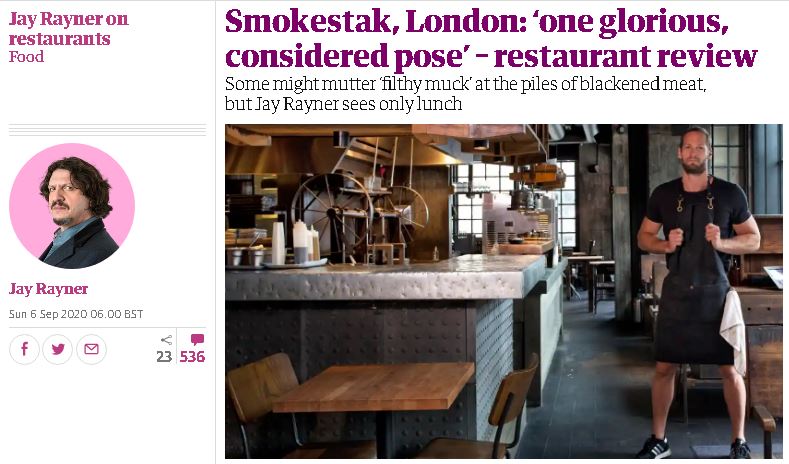 Jay Rayner on
restaurants
Food
Smokestak, London: ‘one glorious,
considered pose’ – restaurant review
Some might mutter ‘filthy muck’ at the piles of blackened meat,
but Jay Rayner sees only lunch
Jay Rayner
Sun 6 Sep 2020 06.00 BST
23
536